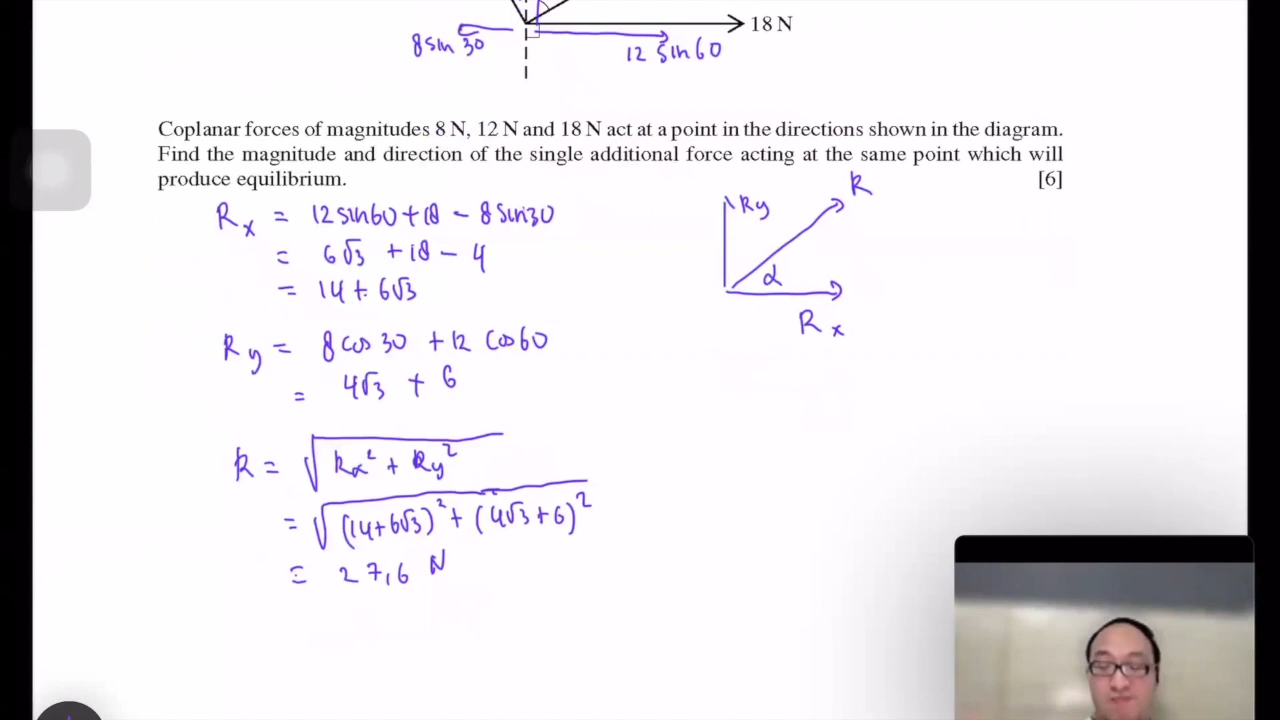 18 N
8 sin 30
12 sin 60
Coplanar forces of magnitudes 8 N, 12 N and 18 N act at a point in the directions shown in the diagram.
Find the magnitude and direction of the single additional force acting at the same point which will
produce equilibrium. [6]
Rx = 12 sin 60 + 18 - 8 sin 30
= 6√3 + 18 - 4
= 14 + 6√3
Ry = 8 cos 30 + 12 cos 60
= 4√3 + 6
R = √(Rx² + Ry²)
= √((14+6√3)² + (4√3+6)²)
= 27,6 N
R
Ry
α
Rx